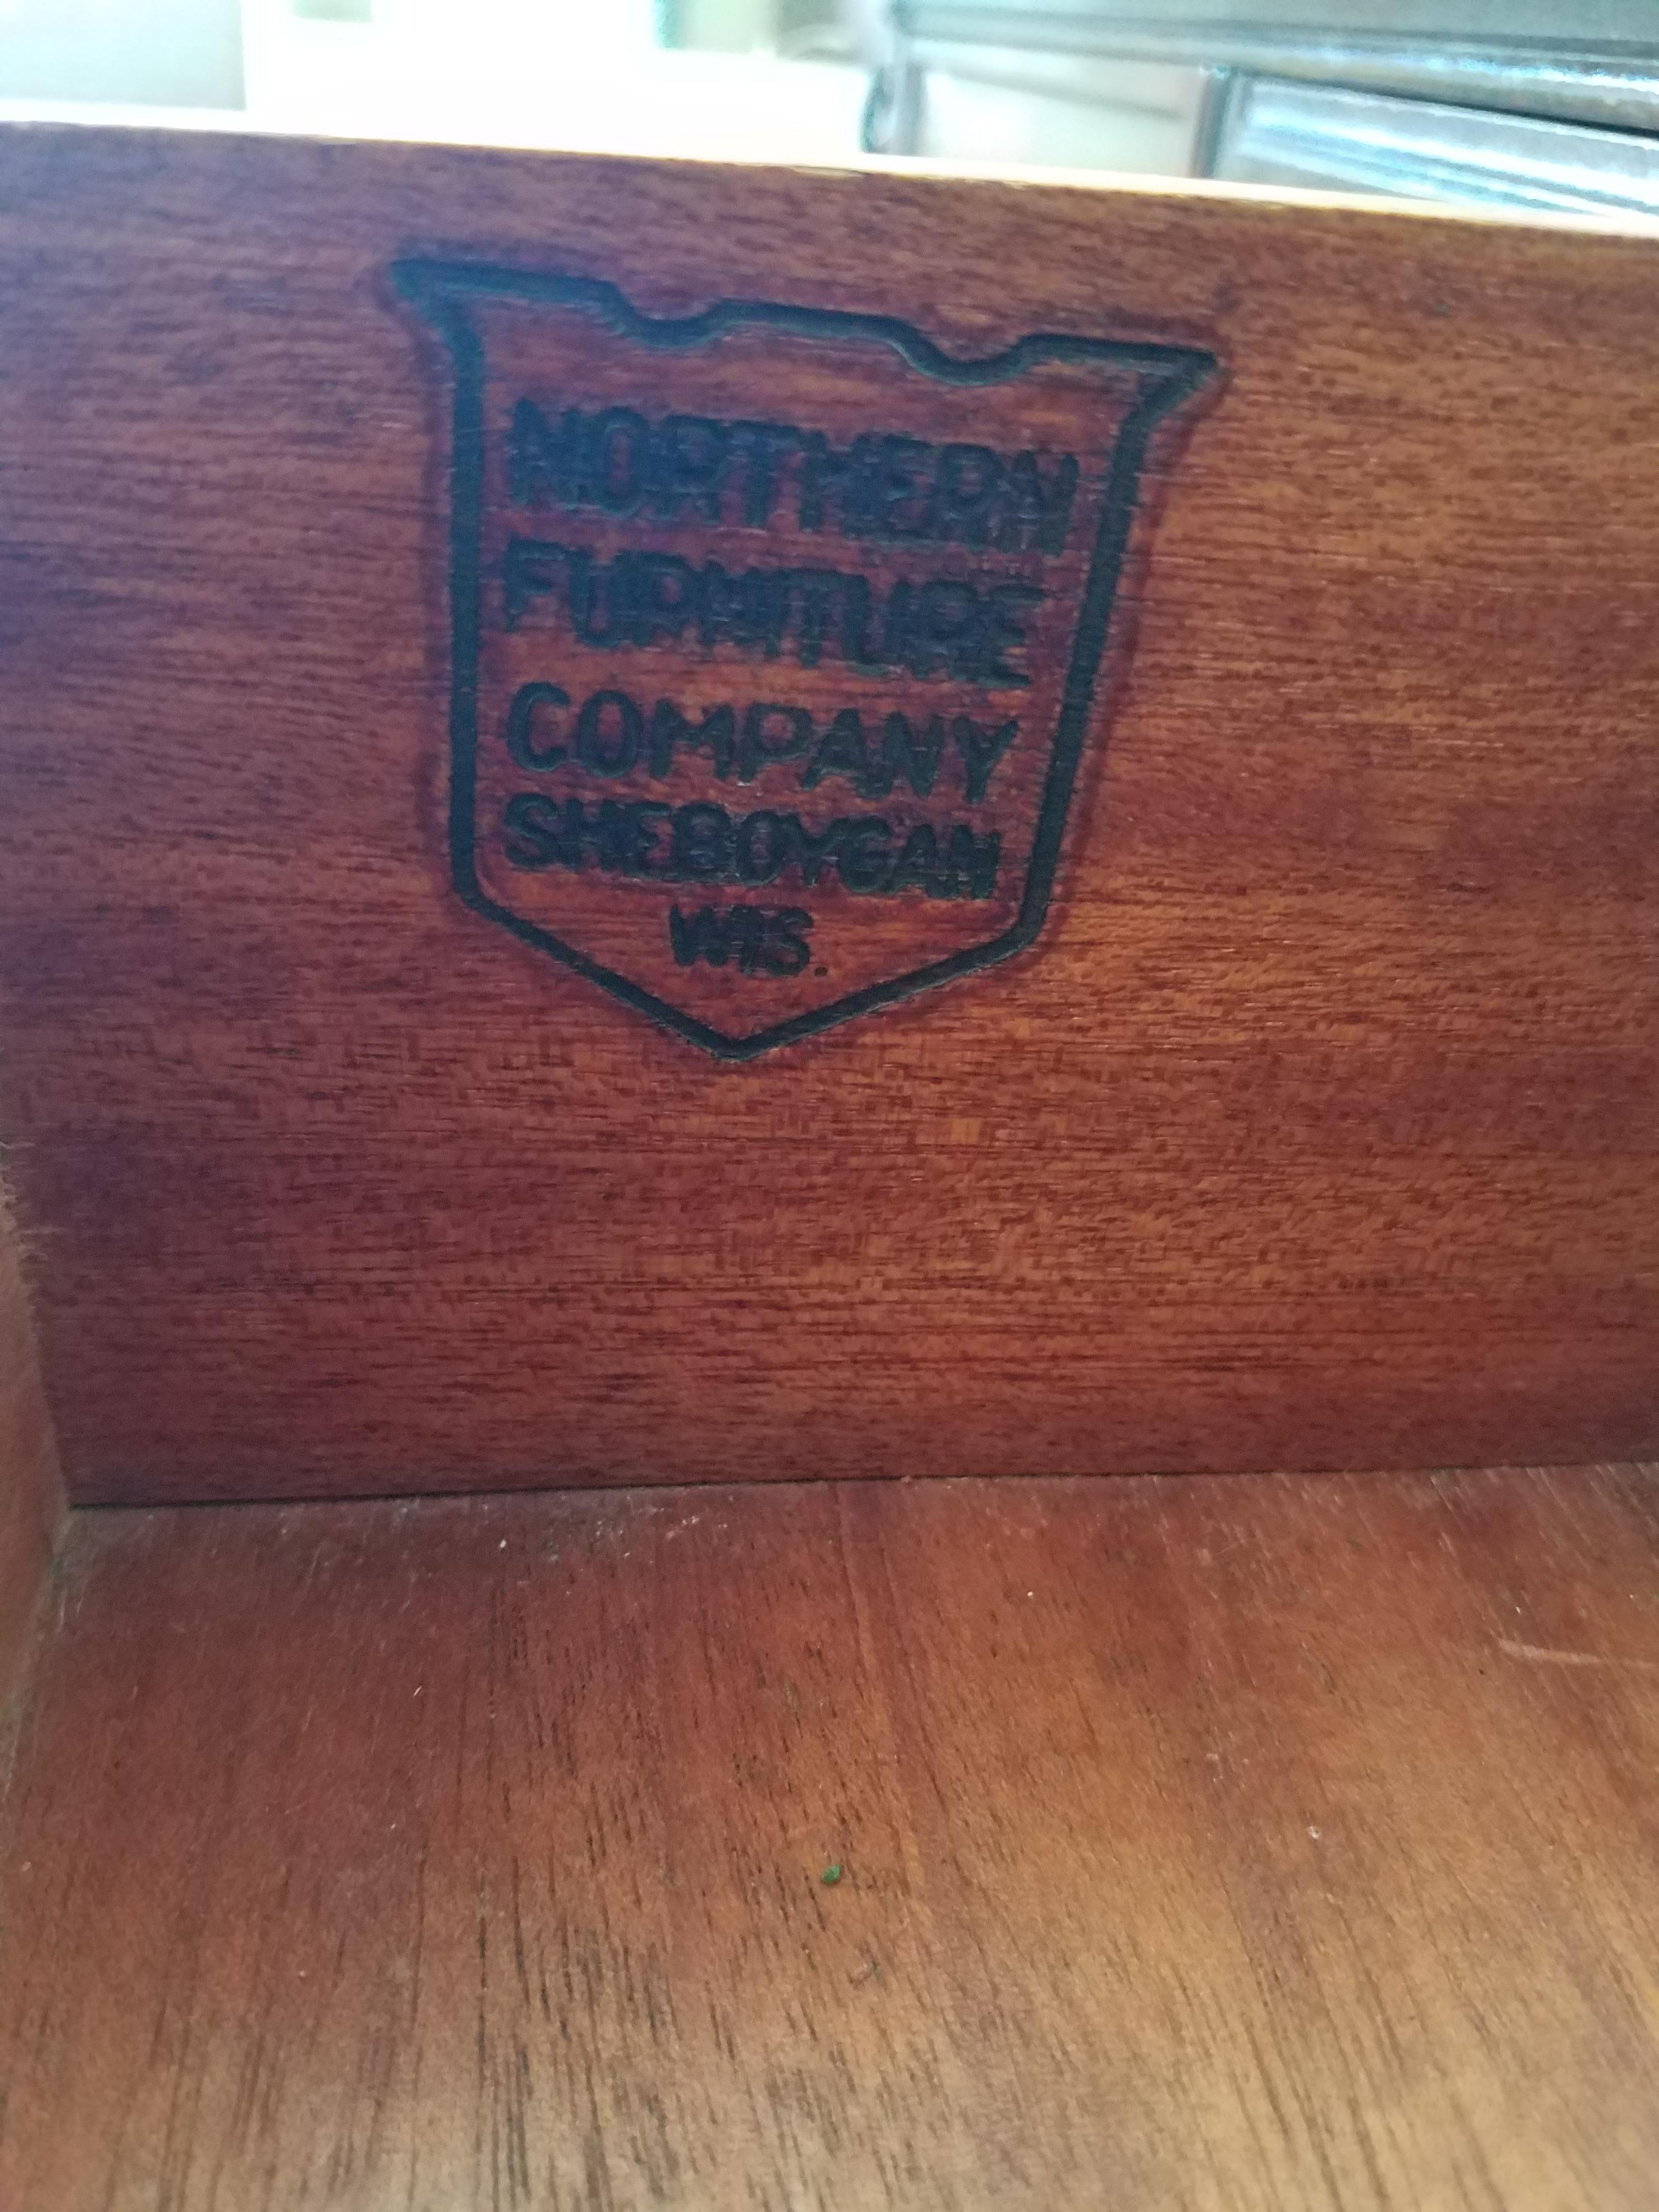 NORTHERN
FURNITURE
COMPANY
SHEBOYGAN
WIS.